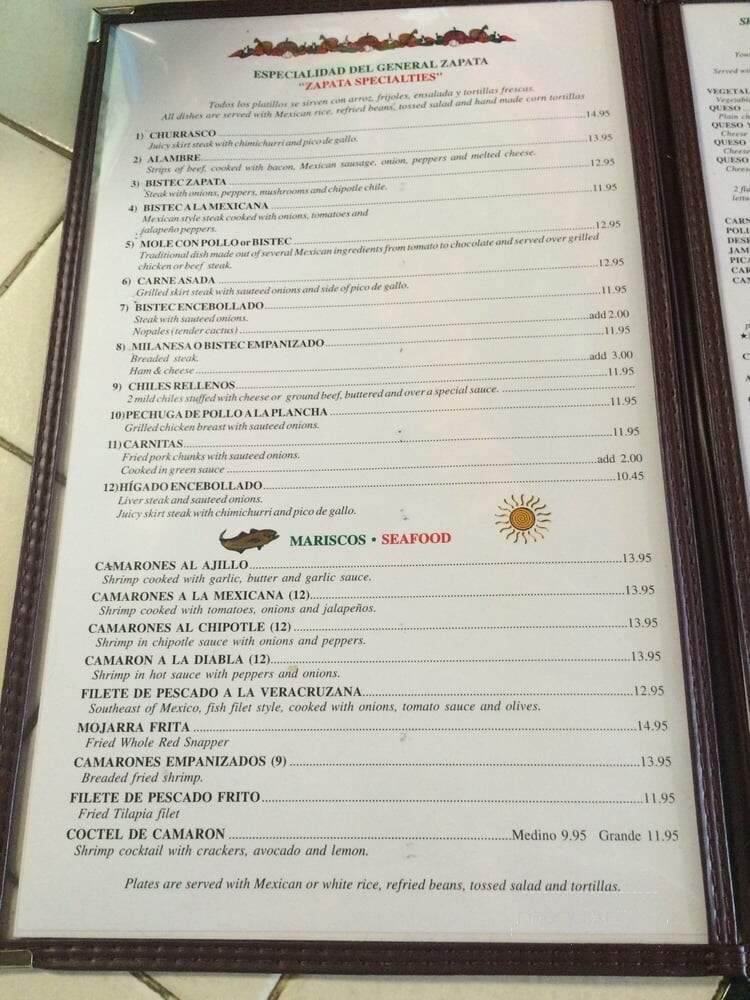 ESPECIALIDAD DEL GENERAL ZAPATA
"ZAPATA SPECIALTIES"
Todos los platillos se sirven con arroz, frijoles, ensalada y tortillas frescas.
All dishes are served with Mexican rice, refried beans, tossed salad and hand made corn tortillas
1) CHURRASCO 14.95
Juicy skirt steak with chimichurri and pico de gallo.
2) ALAMBRE 13.95
Strips of beef, cooked with bacon, Mexican sausage, onion, peppers and melted cheese.
3) BISTEC ZAPATA 12.95
Steak with onions, peppers, mushrooms and chipotle chile.
4) BISTEC A LA MEXICANA 11.95
Mexican style steak cooked with onions, tomatoes and
jalapeño peppers.
5) MOLE CON POLLO or BISTEC 12.95
Traditional dish made out of several Mexican ingredients from tomato to chocolate and served over grilled
chicken or beef steak.
6) CARNE ASADA 12.95
Grilled skirt steak with sauteed onions and side of pico de gallo.
7) BISTEC ENCEBOLLADO 11.95
Steak with sauteed onions.
Nopales (tender cactus) add 2.00
8) MILANESA O BISTEC EMPANIZADO 11.95
Breaded steak.
Ham & cheese add 3.00
9) CHILES RELLENOS 11.95
2 mild chiles stuffed with cheese or ground beef, buttered and over a special sauce.
10) PECHUGA DE POLLO A LA PLANCHA 11.95
Grilled chicken breast with sauteed onions.
11) CARNITAS 11.95
Fried pork chunks with sauteed onions.
Cooked in green sauce add 2.00
12) HÍGADO ENCEBOLLADO 10.45
Liver steak and sauteed onions.
Juicy skirt steak with chimichurri and pico de gallo.
MARISCOS • SEAFOOD
CAMARONES AL AJILLO 13.95
Shrimp cooked with garlic, butter and garlic sauce.
CAMARONES A LA MEXICANA (12) 13.95
Shrimp cooked with tomatoes, onions and jalapeños.
CAMARONES AL CHIPOTLE (12) 13.95
Shrimp in chipotle sauce with onions and peppers.
CAMARON A LA DIABLA (12) 13.95
Shrimp in hot sauce with peppers and onions.
FILETE DE PESCADO A LA VERACRUZANA 12.95
Southeast of Mexico, fish filet style, cooked with onions, tomato sauce and olives.
MOJARRA FRITA 14.95
Fried Whole Red Snapper
CAMARONES EMPANIZADOS (9) 13.95
Breaded fried shrimp.
FILETE DE PESCADO FRITO 11.95
Fried Tilapia filet
COCTEL DE CAMARON Medino 9.95 Grande 11.95
Shrimp cocktail with crackers, avocado and lemon.
Plates are served with Mexican or white rice, refried beans, tossed salad and tortillas.
Served
QUESO
Plain
QUESO
Cheese
QUESO
Cheese
QUESO